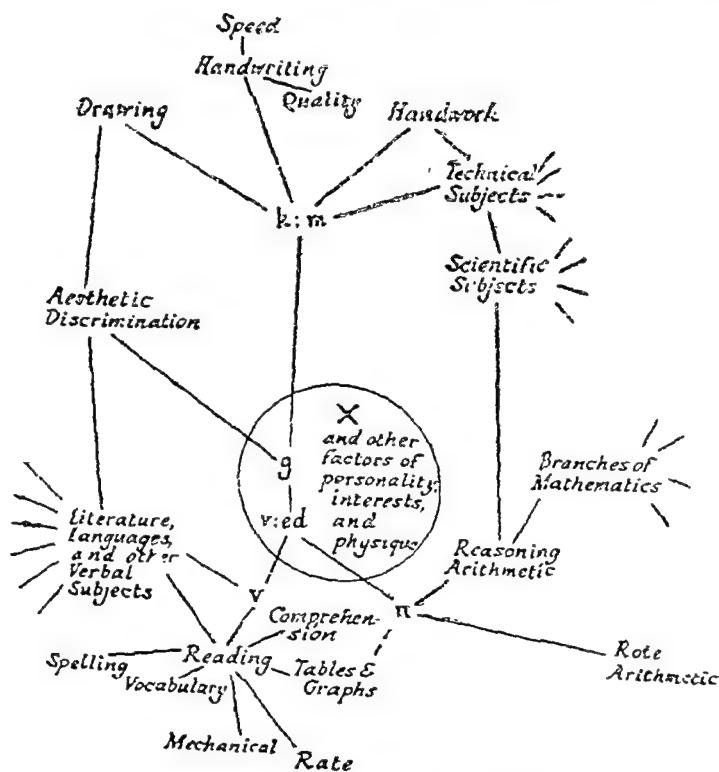 Speed
Handwriting
Quality
Drawing
Handwork
Technical
Subjects
k:m
Scientific
Subjects
Aesthetic
Discrimination
X
and other
factors of
personality,
interests,
and
physique
g
v:ed
Branches of
Mathematics
Literature,
languages,
and other
Verbal
Subjects
Reasoning
Arithmetic
v
n
Comprehen-
sion
Spelling
Reading
Vocabulary
Tables &
Graphs
Rote
Arithmetic
Mechanical
Rate